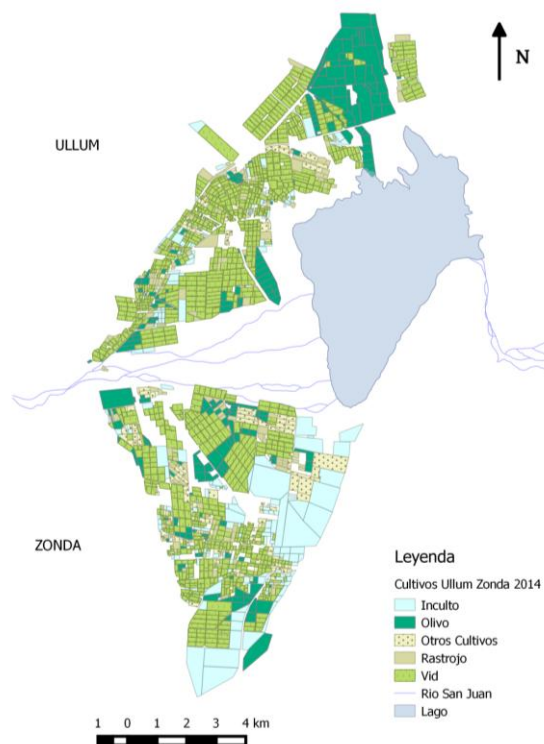 N
ULLUM
ZONDA
Leyenda
Cultivos Ullum Zonda 2014
Inculto
Olivo
Otros Cultivos
Rastrojo
Vid
Rio San Juan
Lago
1 0 1 2 3 4 km